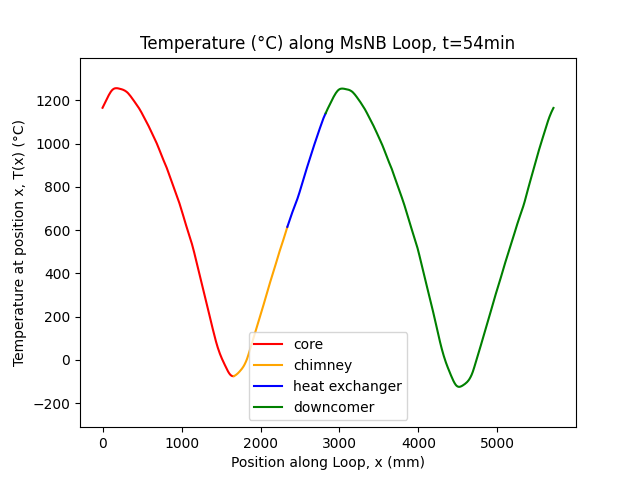 Temperature (°C) along MsNB Loop, t=54min
Temperature at position x, T(x) (°C)
1200
1000
800
600
400
200
0
−200
0 1000 2000 3000 4000 5000
Position along Loop, x (mm)
core
chimney
heat exchanger
downcomer